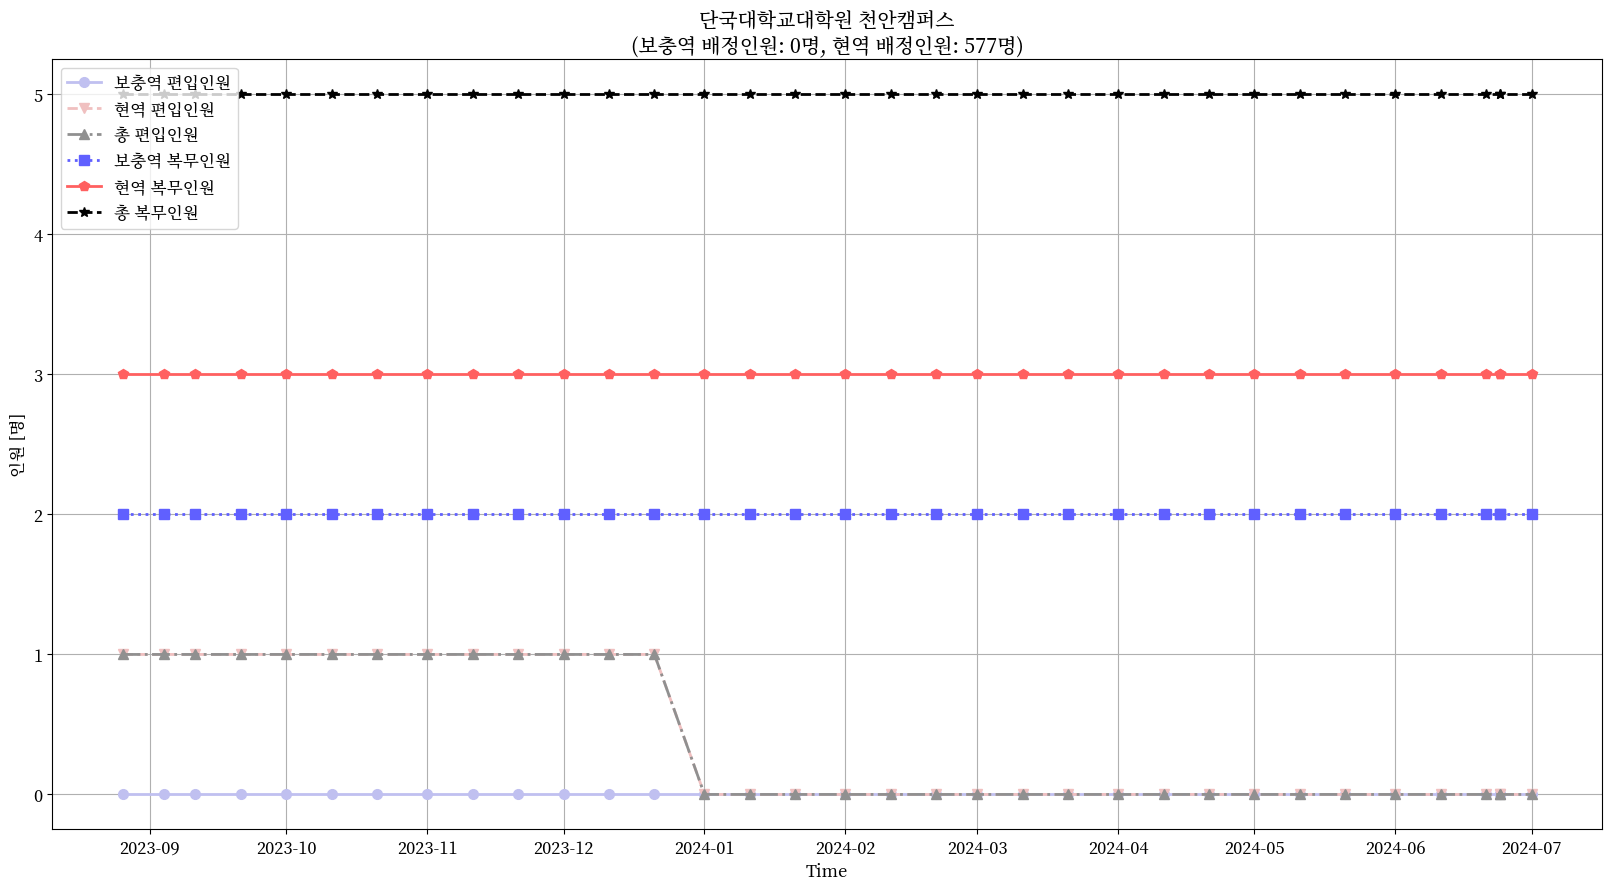 단국대학교대학원 천안캠퍼스
(보충역 배정인원: 0명, 현역 배정인원: 577명)
보충역 편입인원
현역 편입인원
총 편입인원
보충역 복무인원
현역 복무인원
총 복무인원
인원 [명]
5
4
3
2
1
0
2023-09 2023-10 2023-11 2023-12 2024-01 2024-02 2024-03 2024-04 2024-05 2024-06 2024-07
Time